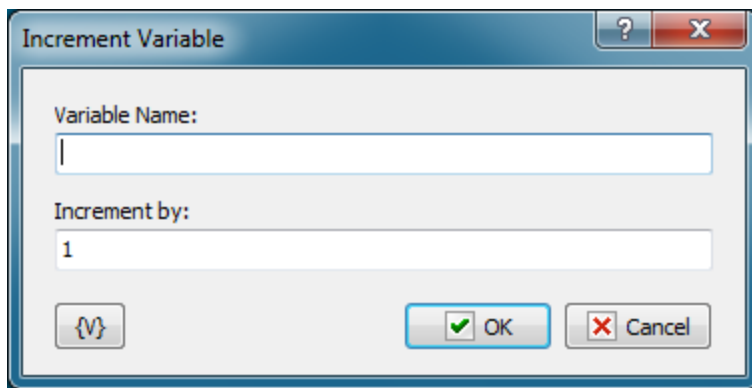 Increment Variable
?
Variable Name:
Increment by:
1
{V}
OK
Cancel